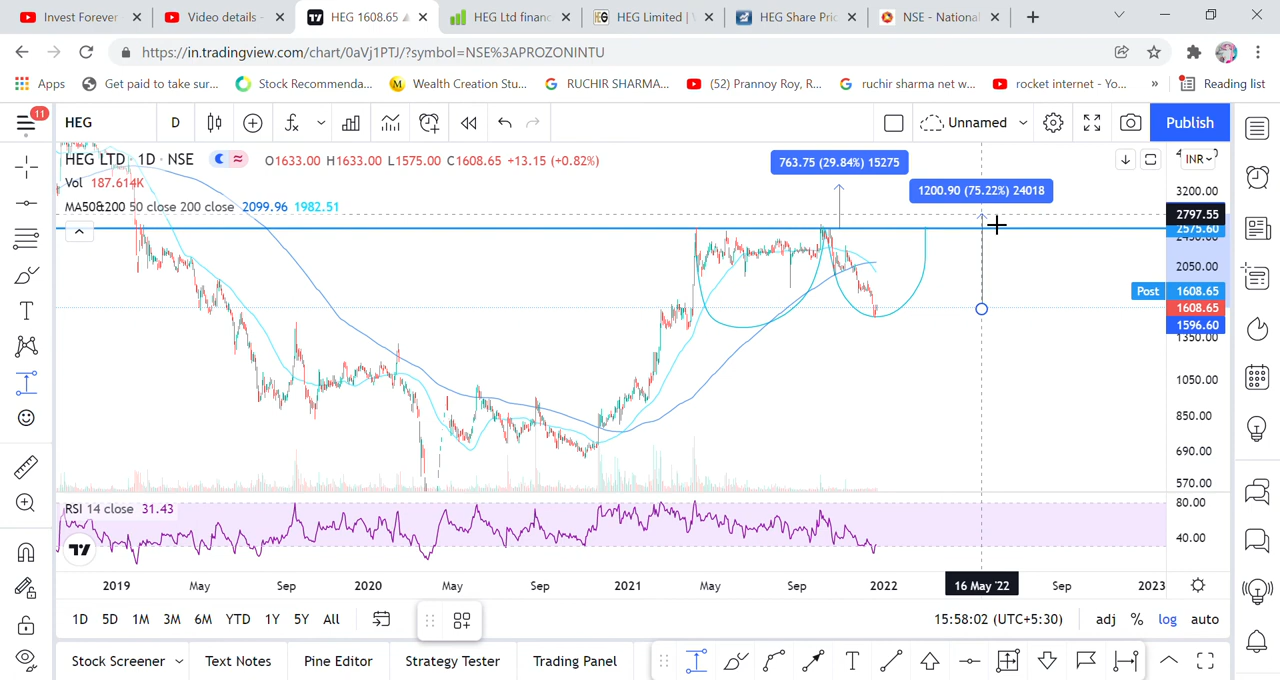 Invest Forever
Video details -
HEG 1608.65
HEG Ltd financ
HEG Limited |
HEG Share Pric
NSE - National
https://in.tradingview.com/chart/0aVj1PTJ/?symbol=NSE%3APROZONINTU
Apps
Get paid to take sur...
Stock Recommenda...
Wealth Creation Stu...
RUCHIR SHARMA...
(52) Prannoy Roy, R...
ruchir sharma net w...
rocket internet - Yo...
»
Reading list
11
HEG
D
Unnamed
Publish
HEG LTD · 1D · NSE
O1633.00 H1633.00 L1575.00 C1608.65 +13.15 (+0.82%)
Vol 187.614K
MA50&200 50 close 200 close 2099.96 1982.51
763.75 (29.84%) 15275
1200.90 (75.22%) 24018
INR
3200.00
2797.55
2575.60
2450.00
2050.00
Post 1608.65
1608.65
1596.60
1350.00
1050.00
850.00
690.00
570.00
RSI 14 close 31.43
80.00
40.00
2019
May
Sep
2020
May
Sep
2021
May
Sep
2022
16 May '22
Sep
2023
1D 5D 1M 3M 6M YTD 1Y 5Y All
15:58:02 (UTC+5:30)
adj
%
log
auto
Stock Screener
Text Notes
Pine Editor
Strategy Tester
Trading Panel